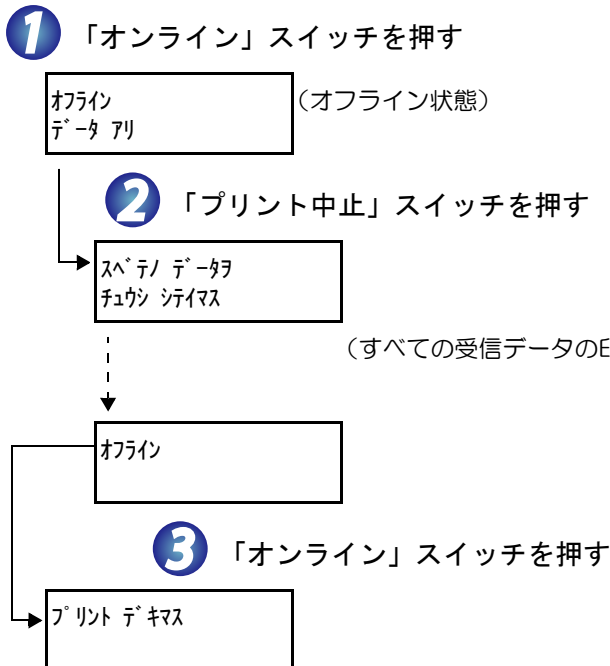 1 「オンライン」スイッチを押す
ｵﾌﾗｲﾝ
ﾃﾞｰﾀ ｱﾘ
（オフライン状態）
2 「プリント中止」スイッチを押す
ｽﾍﾞﾃﾉ ﾃﾞｰﾀｦ
ﾁｭｳｼ ｼﾃｲﾏｽ
（すべての受信データの
ｵﾌﾗｲﾝ
3 「オンライン」スイッチを押す
ﾌﾟﾘﾝﾄ ﾃﾞｷﾏｽ